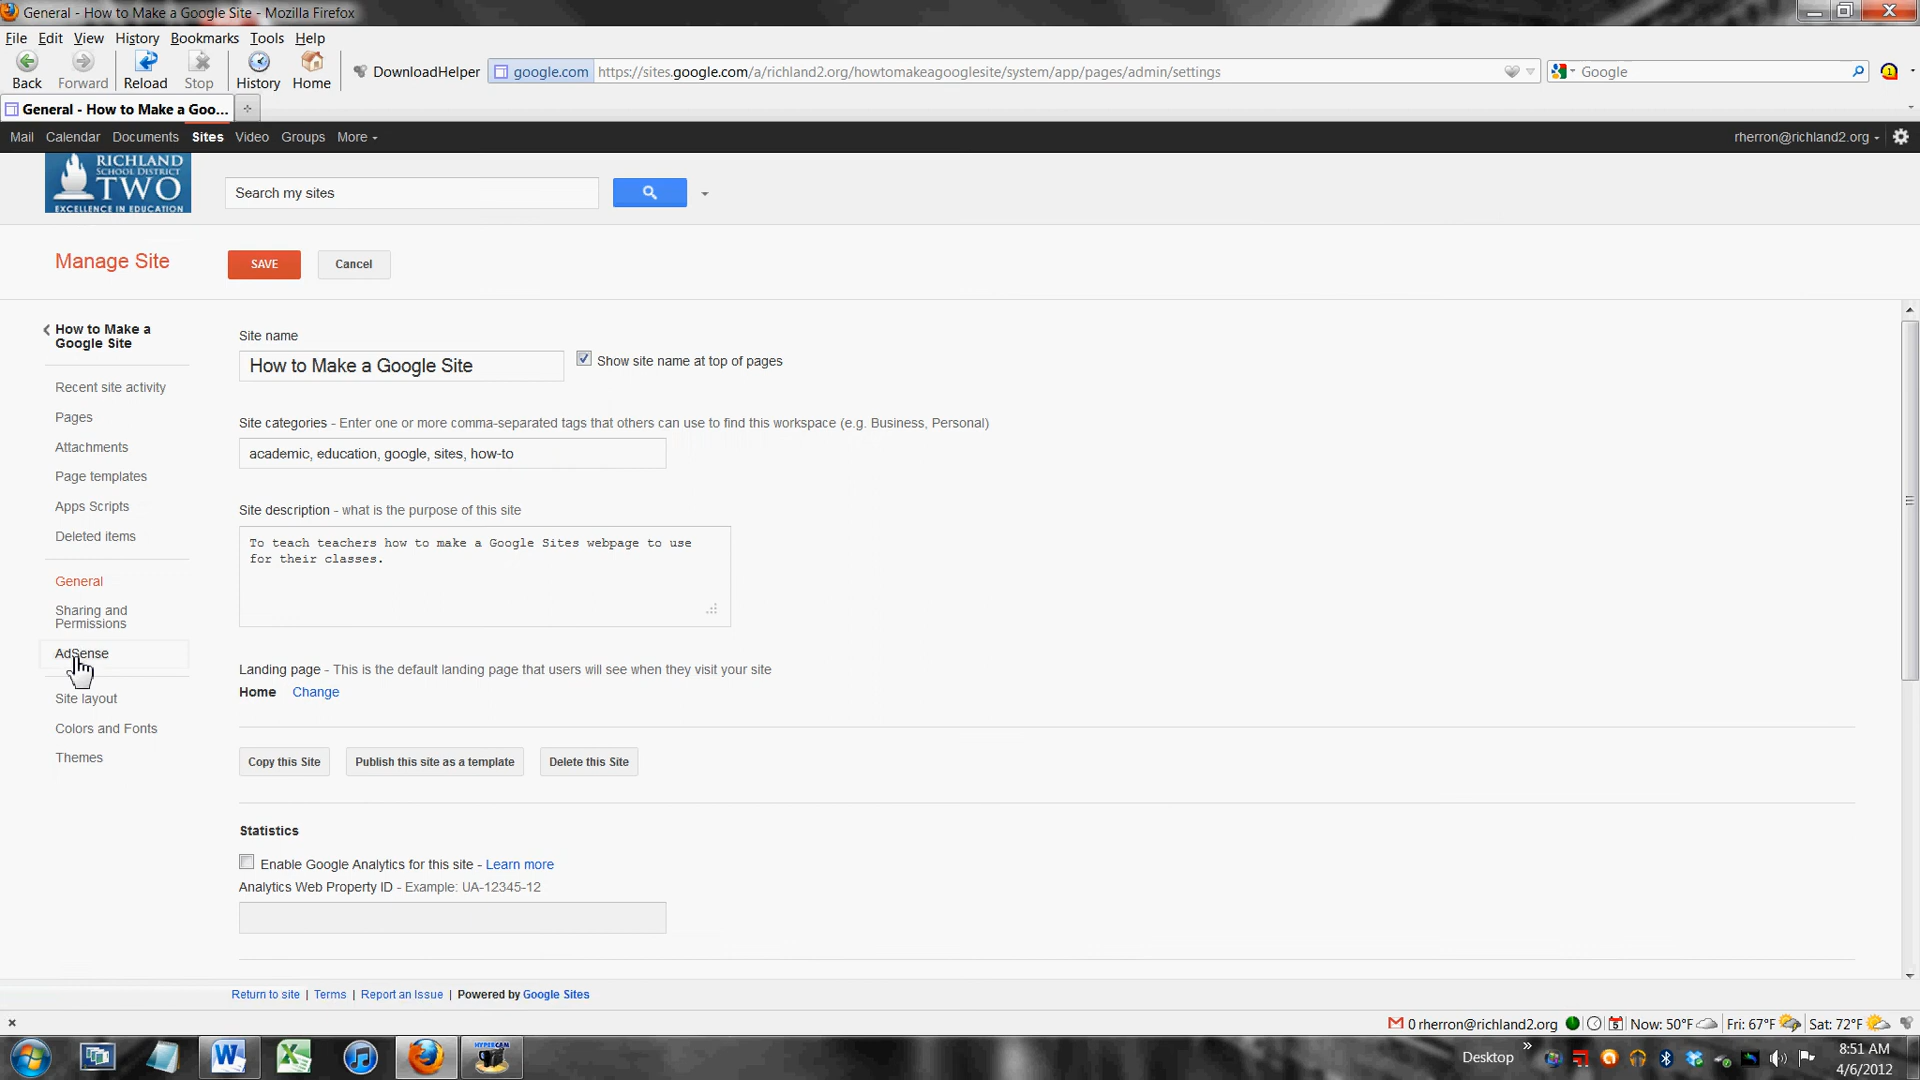 General - How to Make a Google Site - Mozilla Firefox
File Edit View History Bookmarks Tools Help
Back Forward Reload Stop History Home DownloadHelper google.com https://sites.google.com/a/richland2.org/howtomakeagooglesite/system/app/pages/admin/settings Google
General - How to Make a Goo...
Mail Calendar Documents Sites Video Groups More rherron@richland2.org
RICHLAND
SCHOOL DISTRICT
TWO
EXCELLENCE IN EDUCATION
Search my sites
Manage Site SAVE Cancel
How to Make a
Google Site
Recent site activity
Pages
Attachments
Page templates
Apps Scripts
Deleted items
General
Sharing and
Permissions
AdSense
Site layout
Colors and Fonts
Themes
Site name
How to Make a Google Site Show site name at top of pages
Site categories - Enter one or more comma-separated tags that others can use to find this workspace (e.g. Business, Personal)
academic, education, google, sites, how-to
Site description - what is the purpose of this site
To teach teachers how to make a Google Sites webpage to use
for their classes.
Landing page - This is the default landing page that users will see when they visit your site
Home Change
Copy this Site Publish this site as a template Delete this Site
Statistics
Enable Google Analytics for this site - Learn more
Analytics Web Property ID - Example: UA-12345-12
Return to site | Terms | Report an Issue | Powered by Google Sites
0 rherron@richland2.org 5 Now: 50°F Fri: 67°F Sat: 72°F
HYPERCAM
Desktop » 8:51 AM
4/6/2012